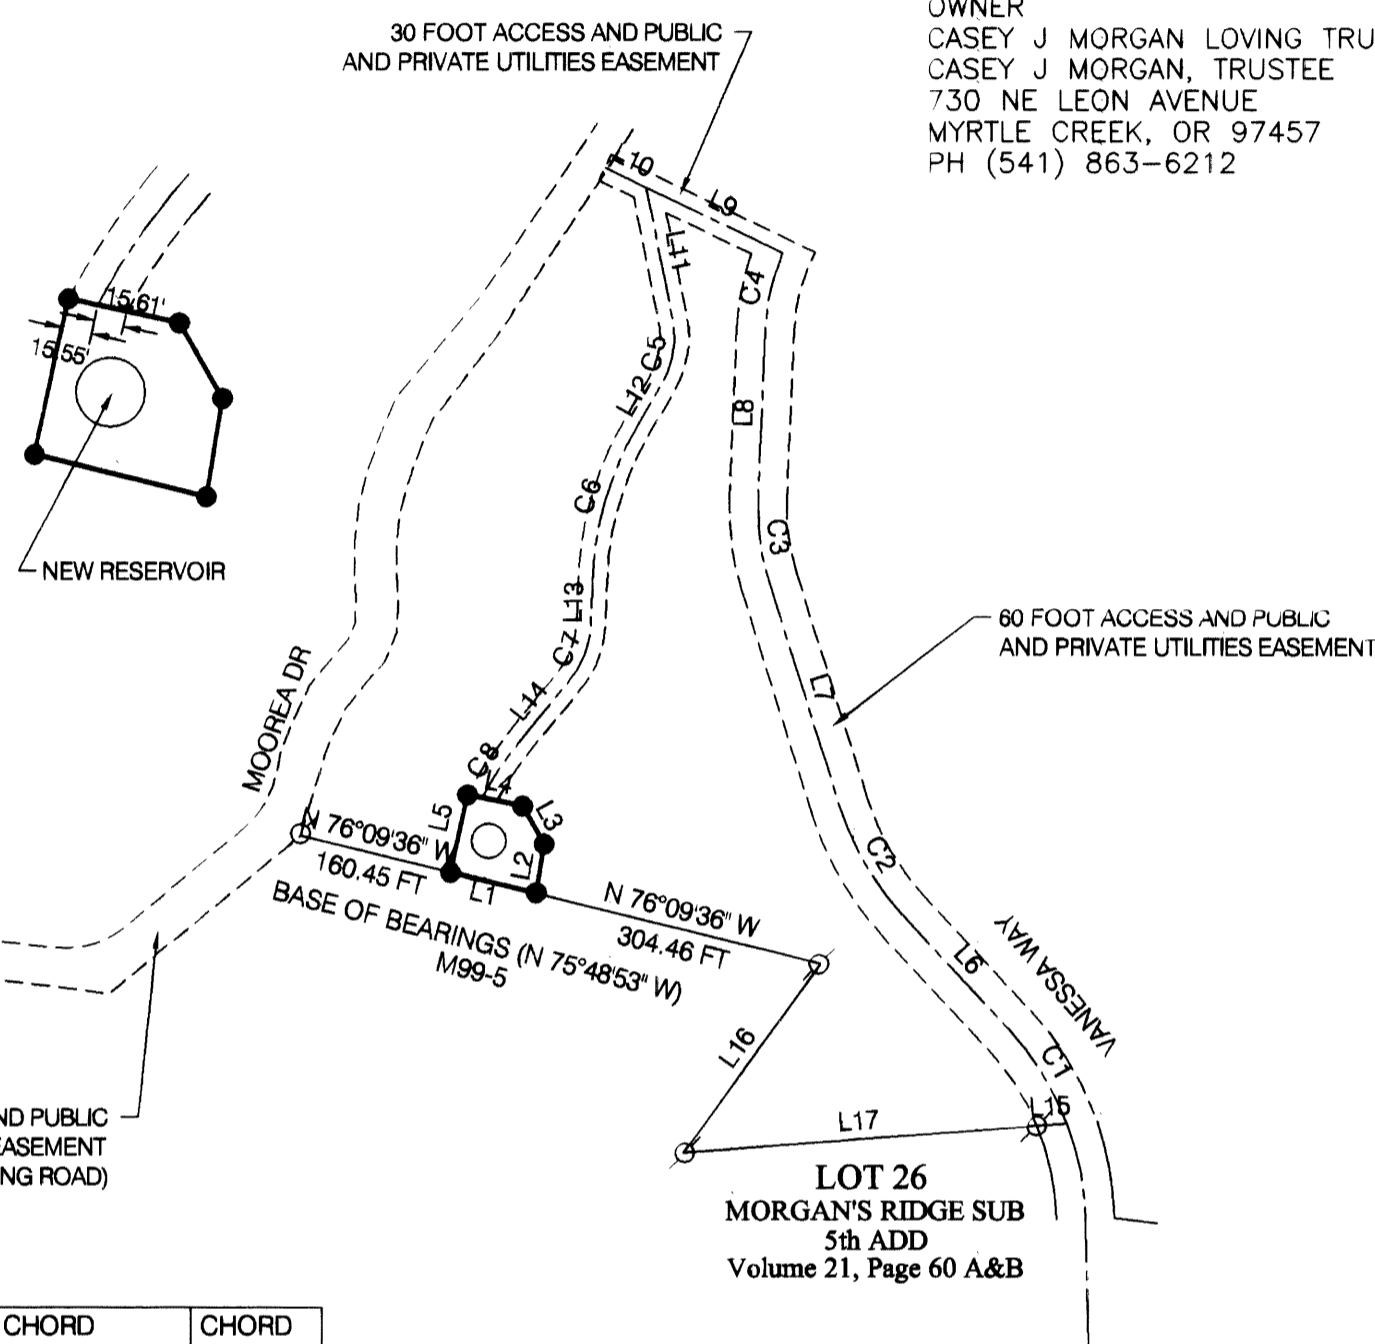 30 FOOT ACCESS AND PUBLIC
AND PRIVATE UTILITIES EASEMENT
OWNER
CASEY J MORGAN LOVING TRU
CASEY J MORGAN, TRUSTEE
730 NE LEON AVENUE
MYRTLE CREEK, OR 97457
PH (541) 863-6212
L10
L9
L11
C4
15.61'
15.55'
C5
L12
L8
C6
C3
NEW RESERVOIR
L13
C7
60 FOOT ACCESS AND PUBLIC
AND PRIVATE UTILITIES EASEMENT
MOOREA DR
L14
L7
C8
L4
L5
L3
L2
L1
N 76°09'36" W
160.45 FT
C2
N 76°09'36" W
304.46 FT
BASE OF BEARINGS (N 75°48'53" W)
M99-5
L6
VANESSA WAY
L16
C1
L15
L17
ND PUBLIC
EASEMENT
NG ROAD)
LOT 26
MORGAN'S RIDGE SUB
5th ADD
Volume 21, Page 60 A&B
CHORD
CHORD